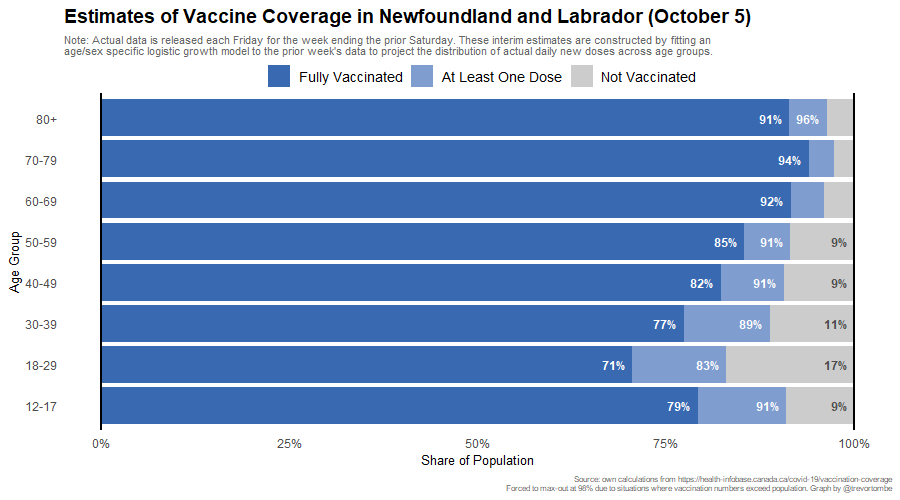 Estimates of Vaccine Coverage in Newfoundland and Labrador (October 5)
Note: Actual data is released each Friday for the week ending the prior Saturday. These interim estimates are constructed by fitting an
age/sex specific logistic growth model to the prior week's data to project the distribution of actual daily new doses across age groups.
Fully Vaccinated At Least One Dose Not Vaccinated
80+ 91% 96%
70-79 94%
60-69 92%
50-59 85% 91% 9%
Age Group
40-49 82% 91% 9%
30-39 77% 89% 11%
18-29 71% 83% 17%
12-17 79% 91% 9%
0% 25% 50% 75% 100%
Share of Population
Source: own calculations from https://health-infobase.canada.ca/covid-19/vaccination-coverage
Forced to max-out at 98% due to situations where vaccination numbers exceed population. Graph by @trevortombe